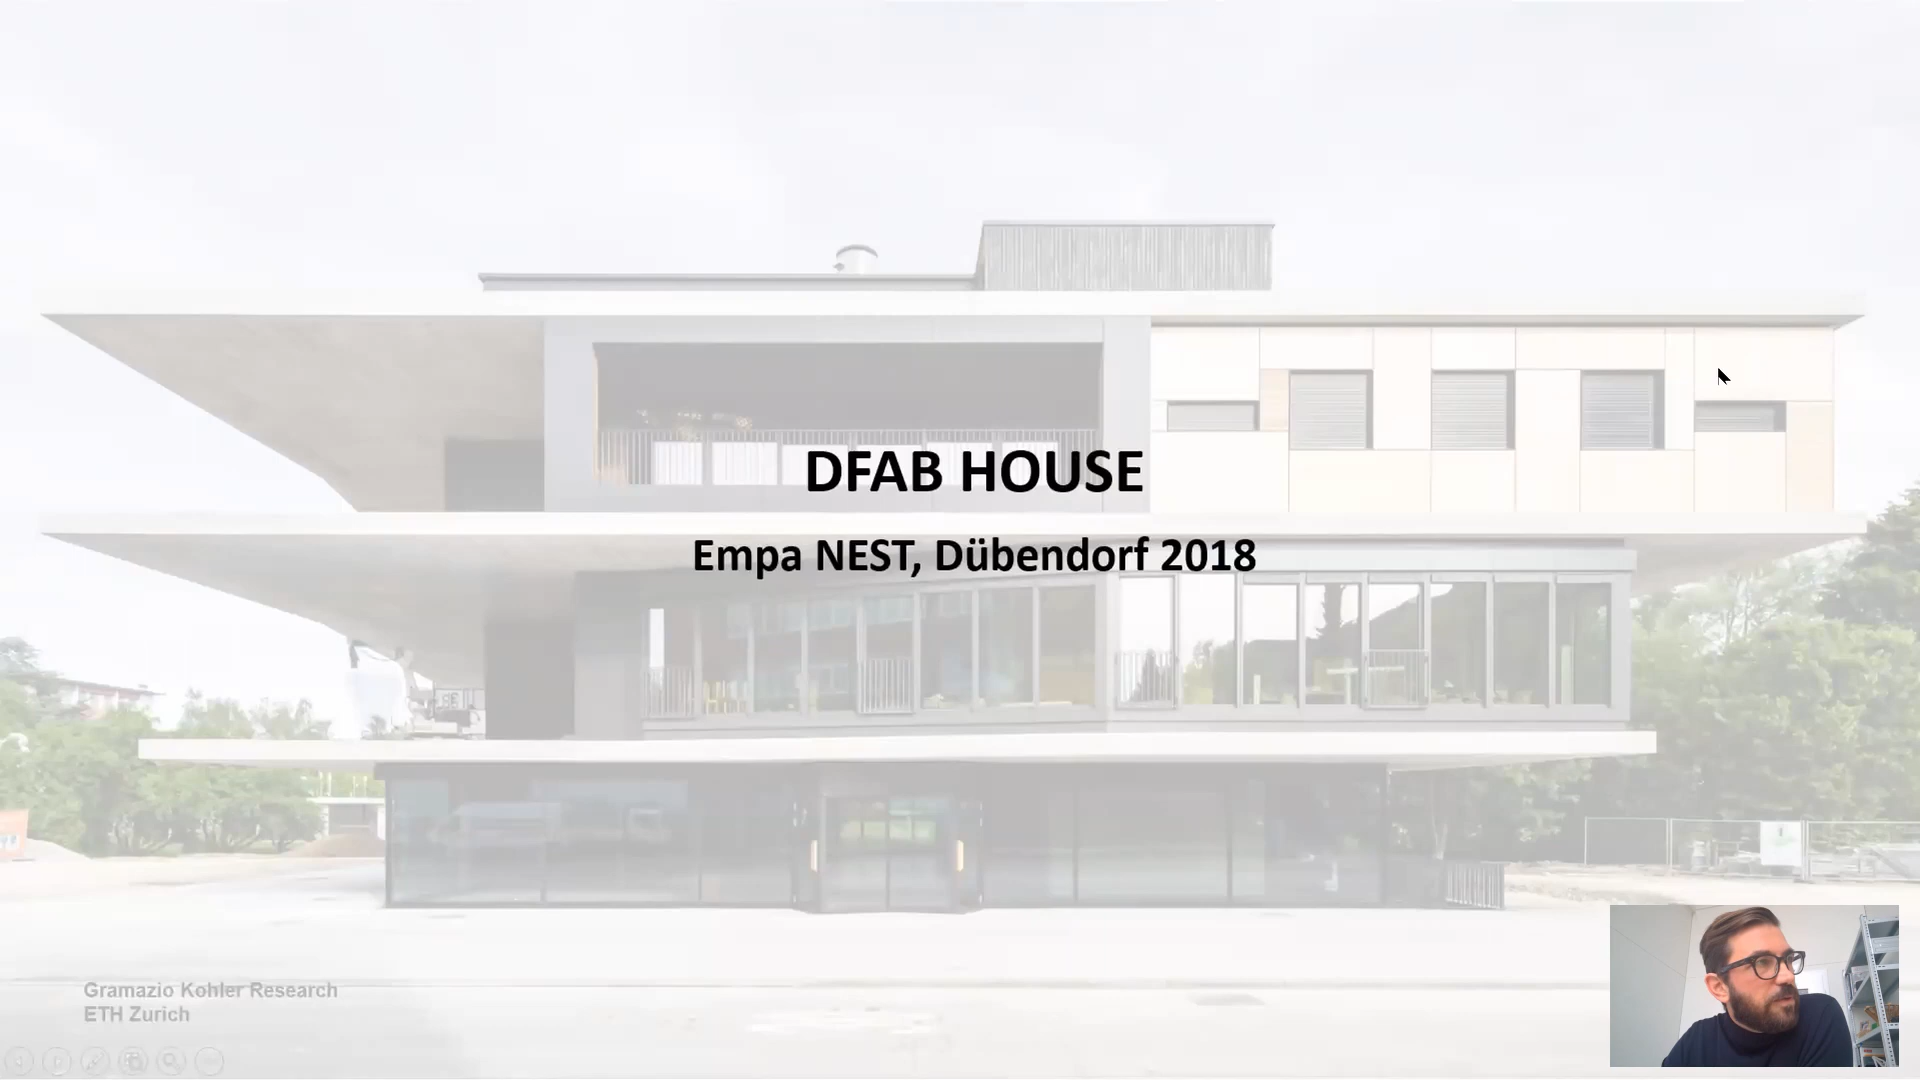 DFAB HOUSE
Empa NEST, Dübendorf 2018
Gramazio Kohler Research
ETH Zurich